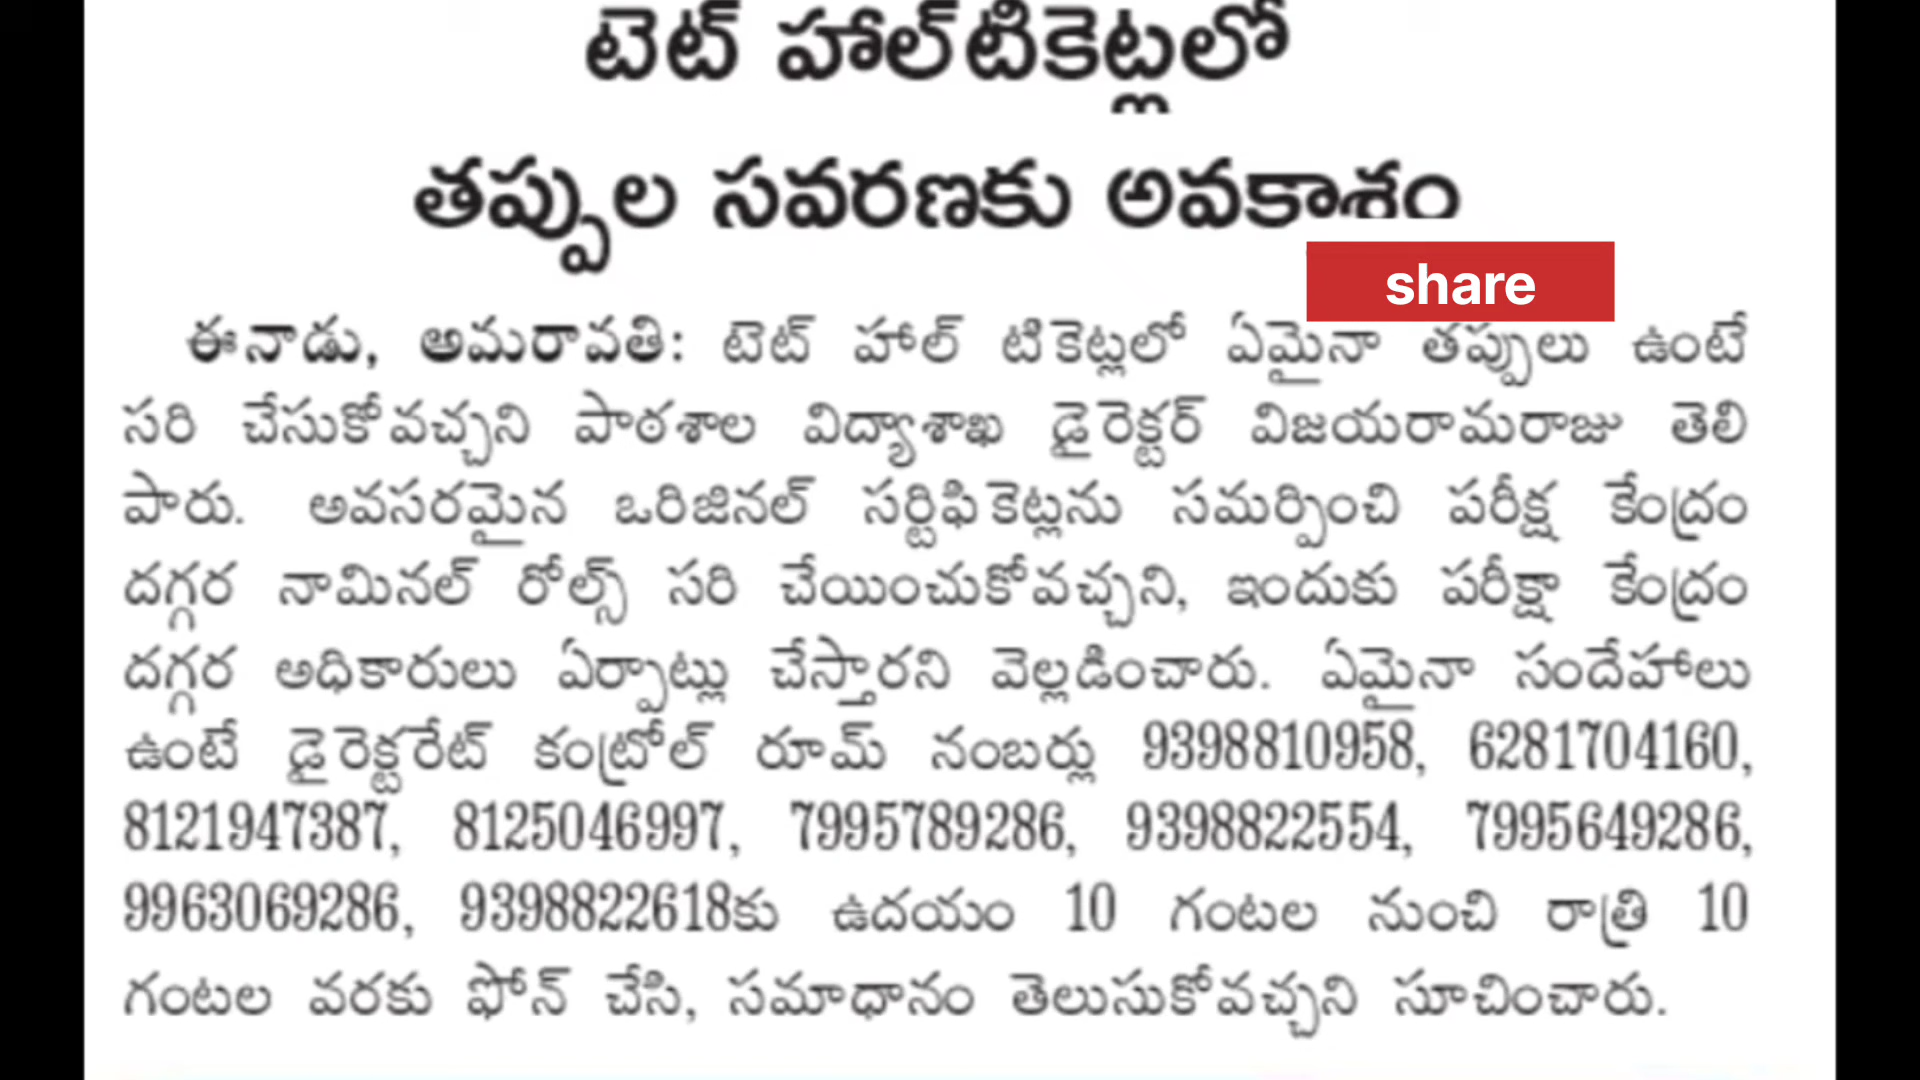 టెట్ హాల్‌టికెట్లలో
తప్పుల సవరణకు అవకాశం
share
ఈనాడు, అమరావతి: టెట్ హాల్ టికెట్లలో ఏమైనా తప్పులు ఉంటే
సరి చేసుకోవచ్చని పాఠశాల విద్యాశాఖ డైరెక్టర్ విజయరామరాజు తెలి
పారు. అవసరమైన ఒరిజినల్ సర్టిఫికెట్లను సమర్పించి పరీక్ష కేంద్రం
దగ్గర నామినల్ రోల్స్ సరి చేయించుకోవచ్చని, ఇందుకు పరీక్షా కేంద్రం
దగ్గర అధికారులు ఏర్పాట్లు చేస్తారని వెల్లడించారు. ఏమైనా సందేహాలు
ఉంటే డైరెక్టరేట్ కంట్రోల్ రూమ్ నంబర్లు 9398810958, 6281704160,
8121947387, 8125046997, 7995789286, 9398822554, 7995649286,
9963069286, 9398822618కు ఉదయం 10 గంటల నుంచి రాత్రి 10
గంటల వరకు ఫోన్ చేసి, సమాధానం తెలుసుకోవచ్చని సూచించారు.